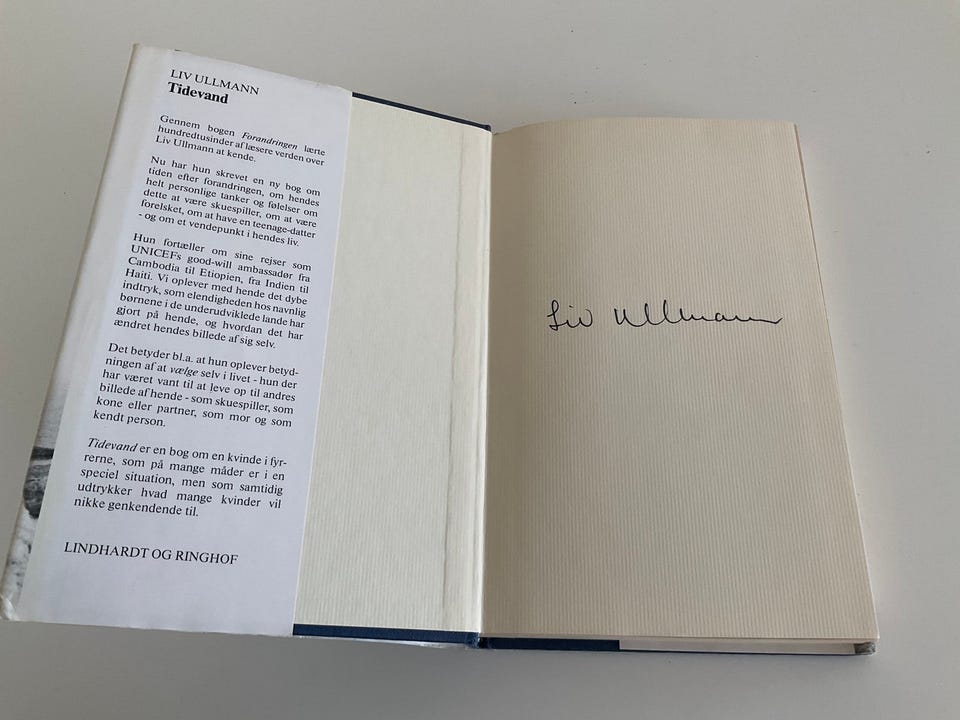 LIV ULLMANN
Tidevand
Gennem bogen Forandringen lærte
hundredtusinder af læsere verden over
Liv Ullmann at kende.
Nu har hun skrevet en ny bog om
tiden efter forandringen, om hendes
helt personlige tanker og følelser om
dette at være skuespiller, om at være
forelsket, om at have en teenage-datter
- og om et vendepunkt i hendes liv.
Hun fortæller om sine rejser som
UNICEFs good-will ambassadør fra
Cambodia til Etiopien, fra Indien til
Haiti. Vi oplever med hende det dybe
indtryk, som elendigheden hos navnlig
børnene i de underudviklede lande har
gjort på hende, og hvordan det har
ændret hendes billede af sig selv.
Det betyder bl.a. at hun oplever betyd-
ningen af at vælge selv i livet - hun der
har været vant til at leve op til andres
billede af hende - som skuespiller, som
kone eller partner, som mor og som
kendt person.
Tidevand er en bog om en kvinde i fyr-
rerne, som på mange måder er i en
speciel situation, men som samtidig
udtrykker hvad mange kvinder vil
nikke genkendende til.
LINDHARDT OG RINGHOF
Liv Ullmann